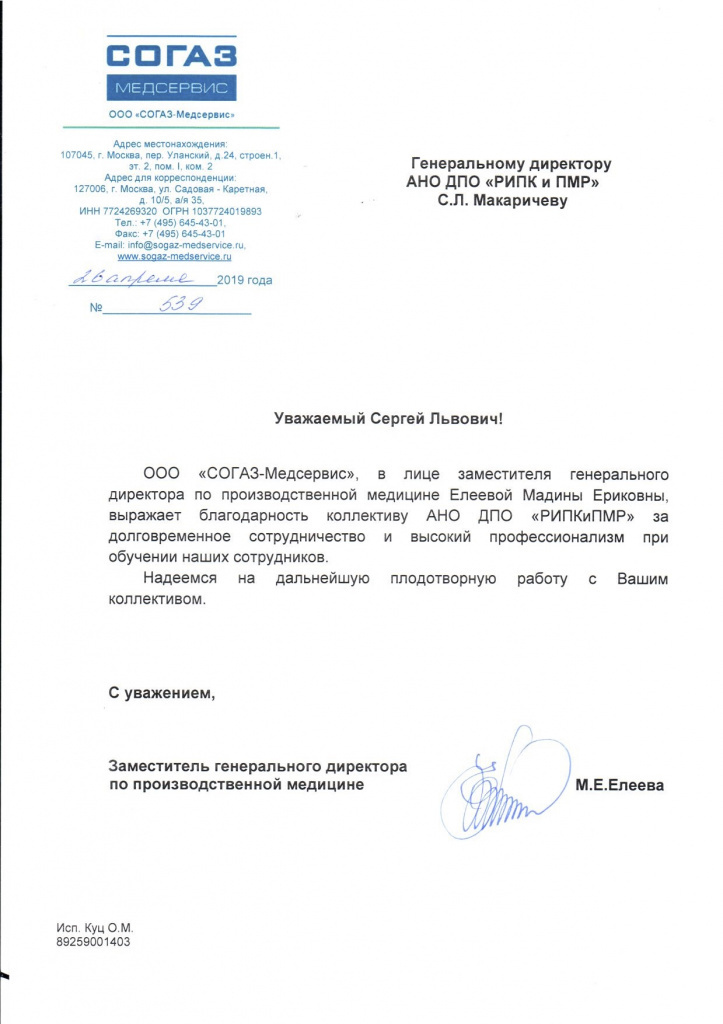 СОГАЗ
МЕДСЕРВИС
ООО «СОГАЗ-Медсервис»
Адрес местонахождения:
107045, г. Москва, пер. Уланский, д.24, строен.1,
эт. 2, пом. I, ком. 2
Адрес для корреспонденции:
127006, г. Москва, ул. Садовая - Каретная,
д. 10/5, а/я 35,
ИНН 7724269320 ОГРН 1037724019893
Тел.: +7 (495) 645-43-01,
Факс: +7 (495) 645-43-01
E-mail: info@sogaz-medservice.ru,
www.sogaz-medservice.ru
26 апреля 2019 года
№ 539
Генеральному директору
АНО ДПО «РИПК и ПМР»
С.Л. Макаричеву
Уважаемый Сергей Львович!
ООО «СОГАЗ-Медсервис», в лице заместителя генерального
директора по производственной медицине Елеевой Мадины Ериковны,
выражает благодарность коллективу АНО ДПО «РИПКиПМР» за
долговременное сотрудничество и высокий профессионализм при
обучении наших сотрудников.
Надеемся на дальнейшую плодотворную работу с Вашим
коллективом.
С уважением,
Заместитель генерального директора
по производственной медицине
М.Е.Елеева
Исп. Куц О.М.
89259001403